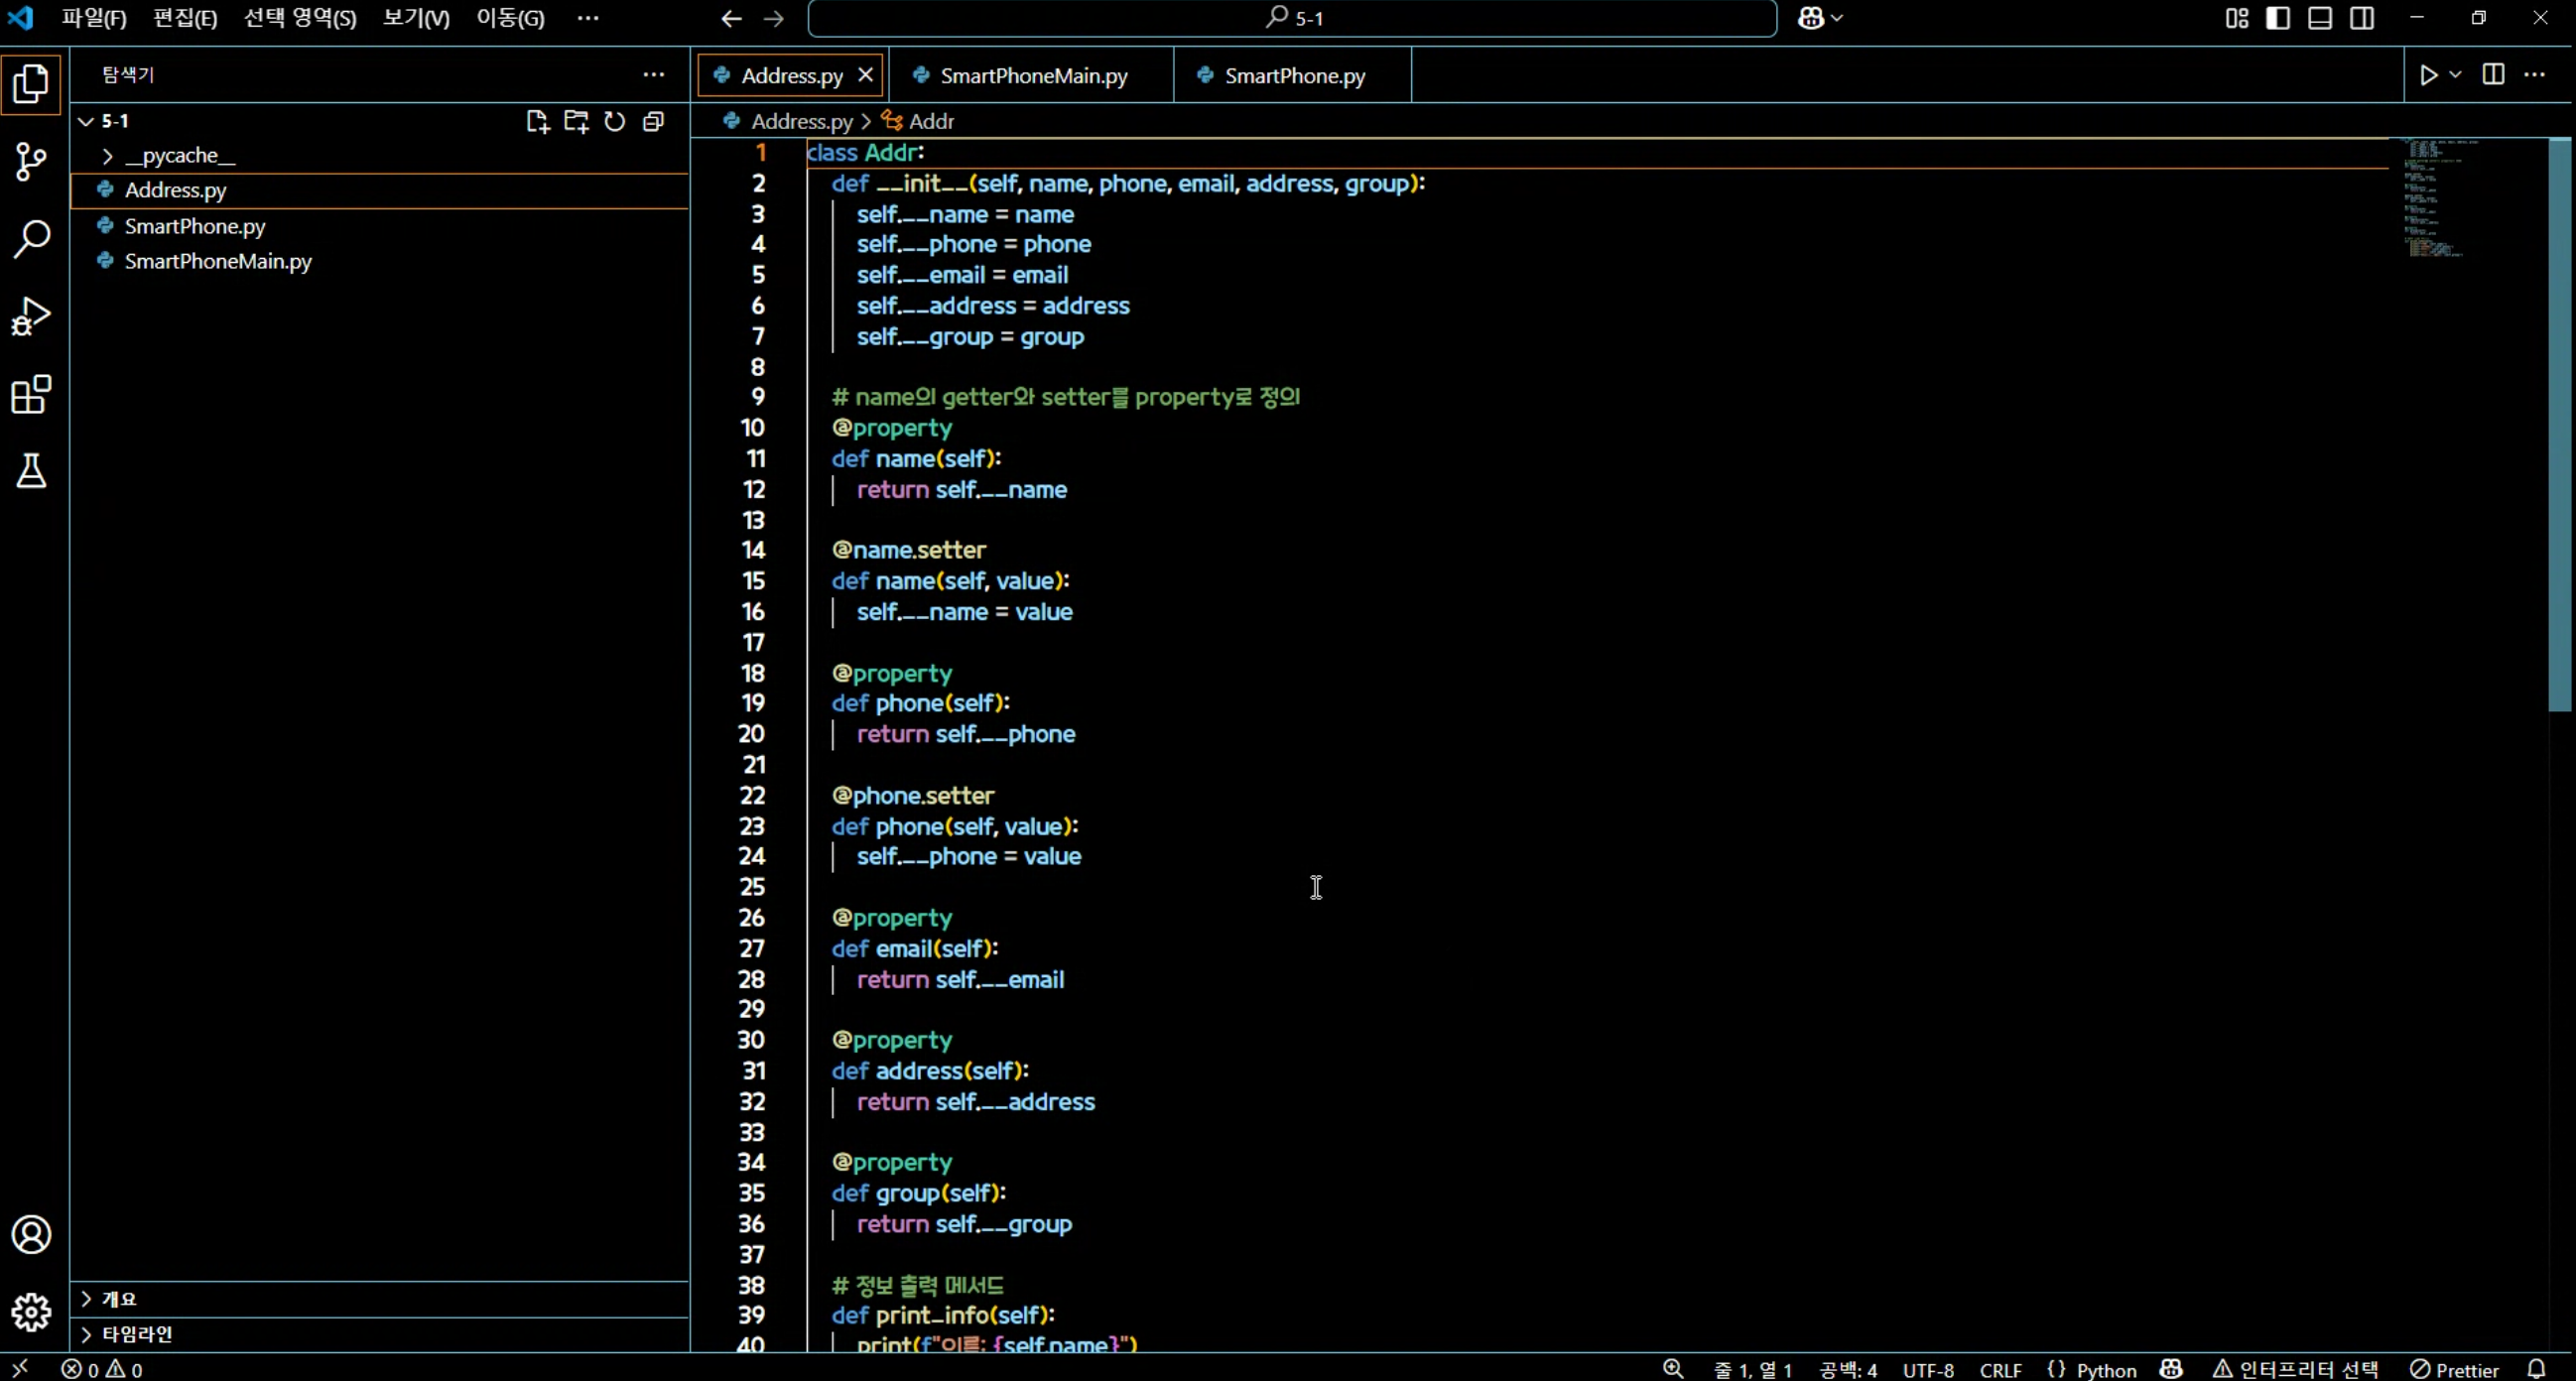 파일(F) 편집(E) 선택 영역(S) 보기(V) 이동(G) ···
5-1
탐색기
Address.py
SmartPhoneMain.py
SmartPhone.py
5-1
__pycache__
Address.py
SmartPhone.py
SmartPhoneMain.py
개요
타임라인
Address.py > Addr
1 class Addr:
2 def __init__(self, name, phone, email, address, group):
3 self.__name = name
4 self.__phone = phone
5 self.__email = email
6 self.__address = address
7 self.__group = group
8
9 # name의 getter와 setter를 property로 정의
10 @property
11 def name(self):
12 return self.__name
13
14 @name.setter
15 def name(self, value):
16 self.__name = value
17
18 @property
19 def phone(self):
20 return self.__phone
21
22 @phone.setter
23 def phone(self, value):
24 self.__phone = value
25
26 @property
27 def email(self):
28 return self.__email
29
30 @property
31 def address(self):
32 return self.__address
33
34 @property
35 def group(self):
36 return self.__group
37
38 # 정보 출력 메서드
39 def print_info(self):
40 print(f"이름: {self.name}")
0 0
줄 1, 열 1 공백: 4 UTF-8 CRLF {} Python 인터프리터 선택 Prettier